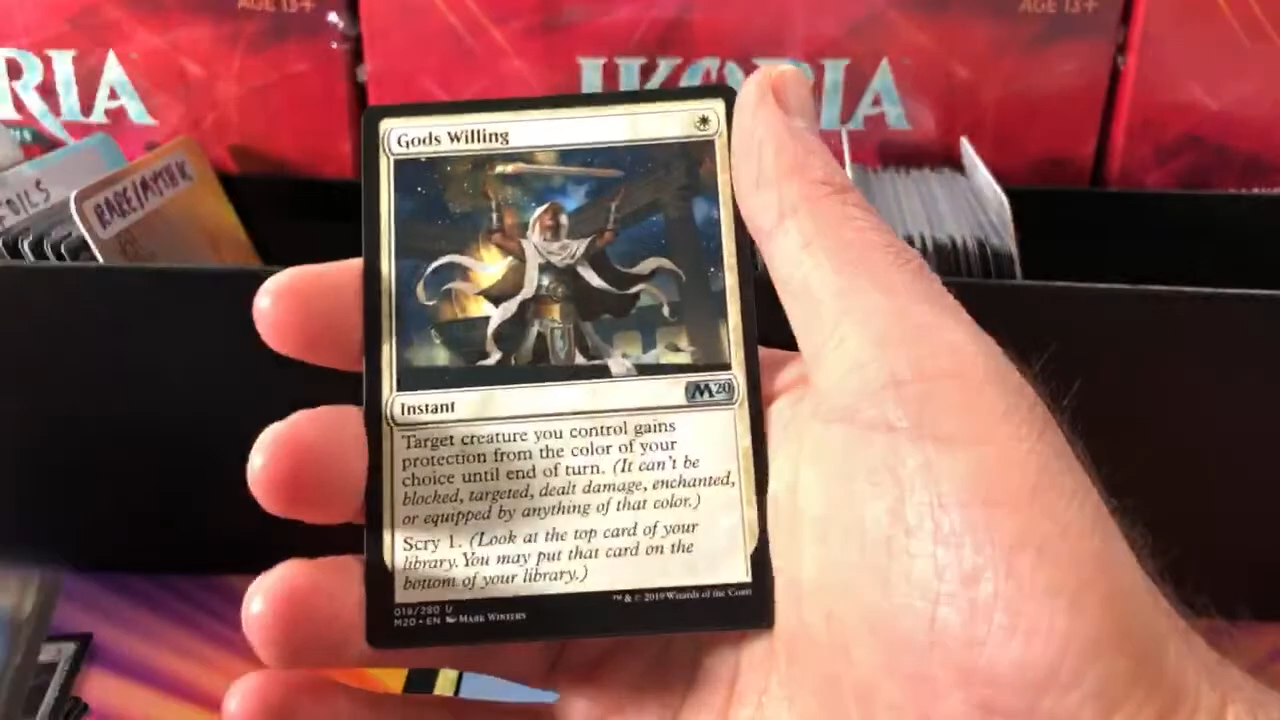 AGE 13+
AGE 13+
RIA
IKORIA
FOILS
RARE/MYTHIC
Gods Willing
M20
Instant
Target creature you control gains
protection from the color of your
choice until end of turn. (It can't be
blocked, targeted, dealt damage, enchanted,
or equipped by anything of that color.)
Scry 1. (Look at the top card of your
library. You may put that card on the
bottom of your library.)
019/280 U
M20 • EN MARK WINTERS
™ & © 2019 Wizards of the Coast